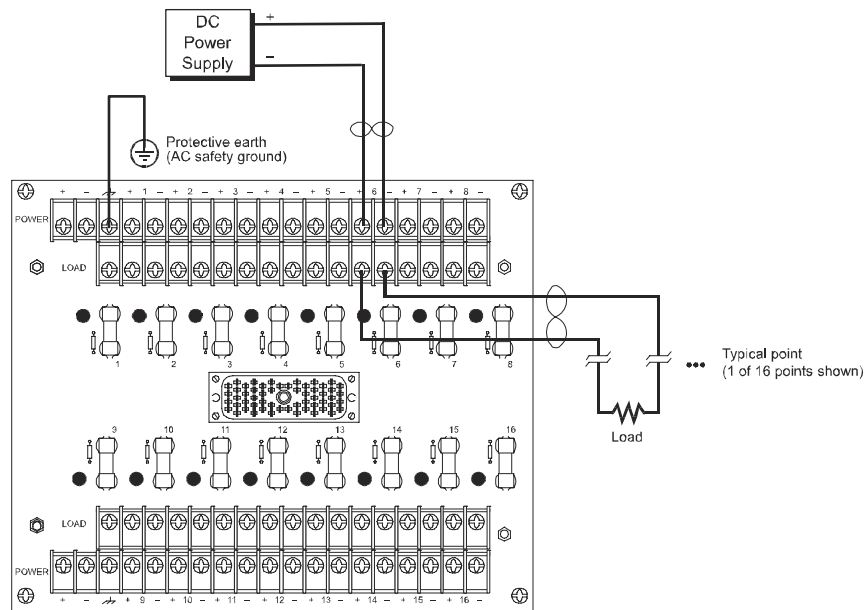 DC
Power
Supply
+
−
Protective earth
(AC safety ground)
+ − + 1 − + 2 − + 3 − + 4 − + 5 − + 6 − + 7 − + 8 −
POWER
LOAD
1 2 3 4 5 6 7 8
Typical point
(1 of 16 points shown)
Load
9 10 11 12 13 14 15 16
LOAD
POWER
+ − + 9 − + 10 − + 11 − + 12 − + 13 − + 14 − + 15 − + 16 −